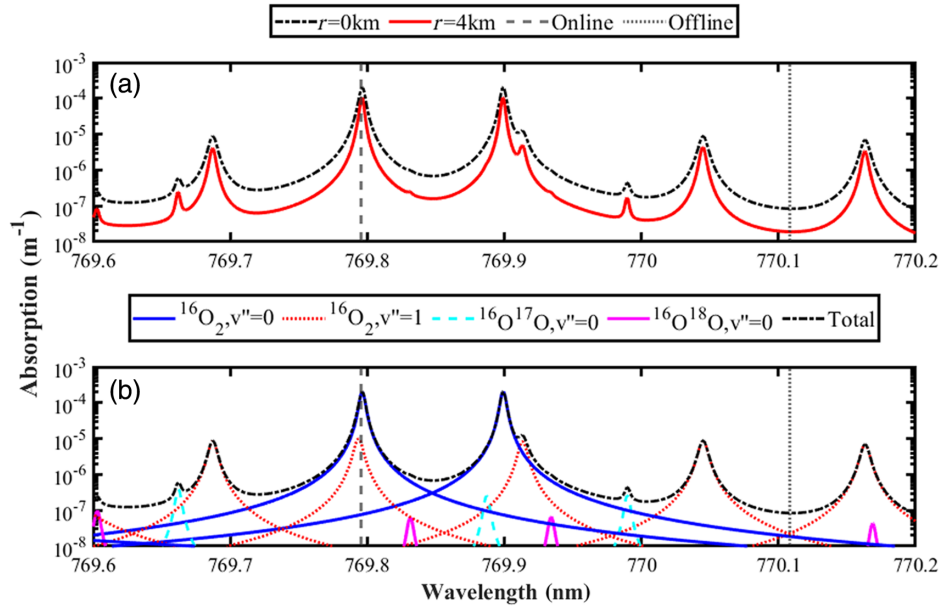 r=0km r=4km Online Offline
(a)
10⁻³
10⁻⁴
10⁻⁵
10⁻⁶
10⁻⁷
10⁻⁸
769.6 769.7 769.8 769.9 770 770.1 770.2
Absorption (m⁻¹)
¹⁶O₂,v"=0 ¹⁶O₂,v"=1 ¹⁶O¹⁷O,v"=0 ¹⁶O¹⁸O,v"=0 Total
(b)
10⁻³
10⁻⁴
10⁻⁵
10⁻⁶
10⁻⁷
10⁻⁸
769.6 769.7 769.8 769.9 770 770.1 770.2
Wavelength (nm)